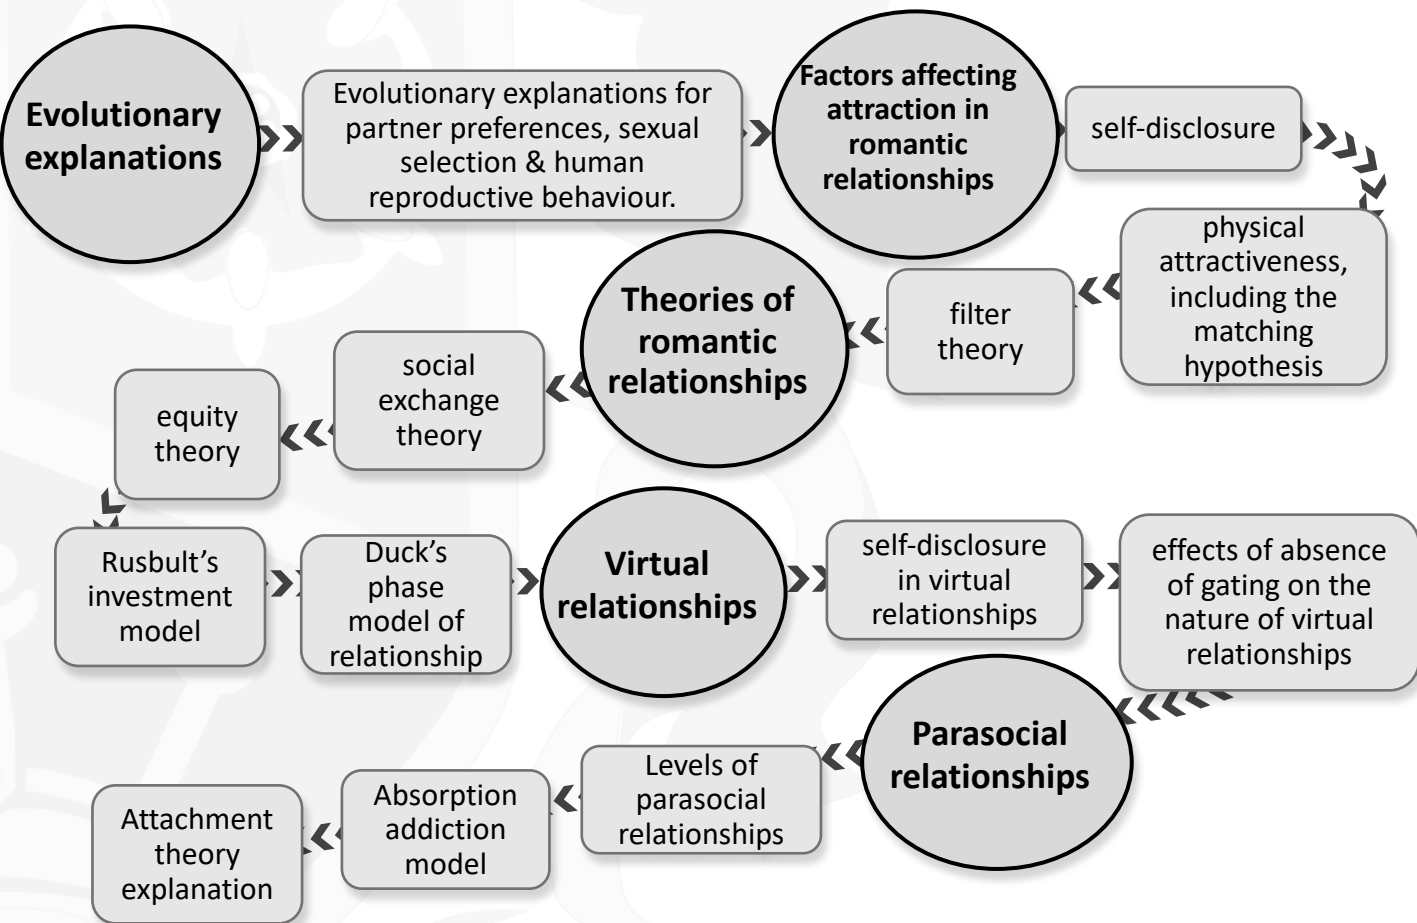 Evolutionary
explanations
Evolutionary explanations for
partner preferences, sexual
selection & human
reproductive behaviour.
Factors affecting
attraction in
romantic
relationships
self-disclosure
physical
attractiveness,
including the
matching
hypothesis
filter
theory
Theories of
romantic
relationships
social
exchange
theory
equity
theory
Rusbult’s
investment
model
Duck’s
phase
model of
relationship
Virtual
relationships
self-disclosure
in virtual
relationships
effects of absence
of gating on the
nature of virtual
relationships
Parasocial
relationships
Levels of
parasocial
relationships
Absorption
addiction
model
Attachment
theory
explanation